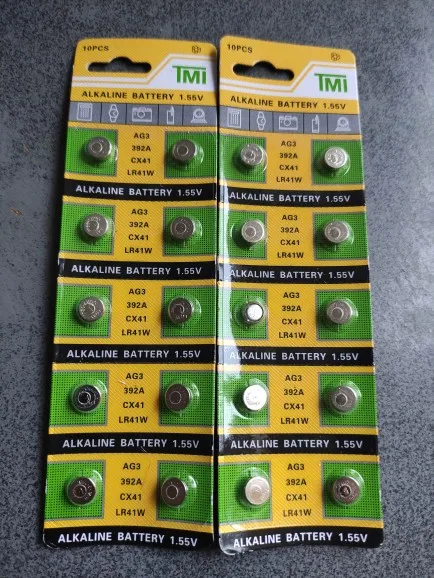 10PCS
TMI
ALKALINE BATTERY 1.55V
AG3
392A
CX41
LR41W
ALKALINE BATTERY 1.55V
AG3
392A
CX41
LR41W
ALKALINE BATTERY 1.55V
AG3
392A
CX41
LR41W
ALKALINE BATTERY 1.55V
AG3
392A
CX41
LR41W
ALKALINE BATTERY 1.55V
AG3
392A
CX41
LR41W
ALKALINE BATTERY 1.55V
10PCS
TMI
ALKALINE BATTERY 1.55V
AG3
392A
CX41
LR41W
ALKALINE BATTERY 1.55V
AG3
392A
CX41
LR41W
ALKALINE BATTERY 1.55V
AG3
392A
CX41
LR41W
ALKALINE BATTERY 1.55V
AG3
392A
CX41
LR41W
ALKALINE BATTERY 1.55V
AG3
392A
CX41
LR41W
ALKALINE BATTERY 1.55V